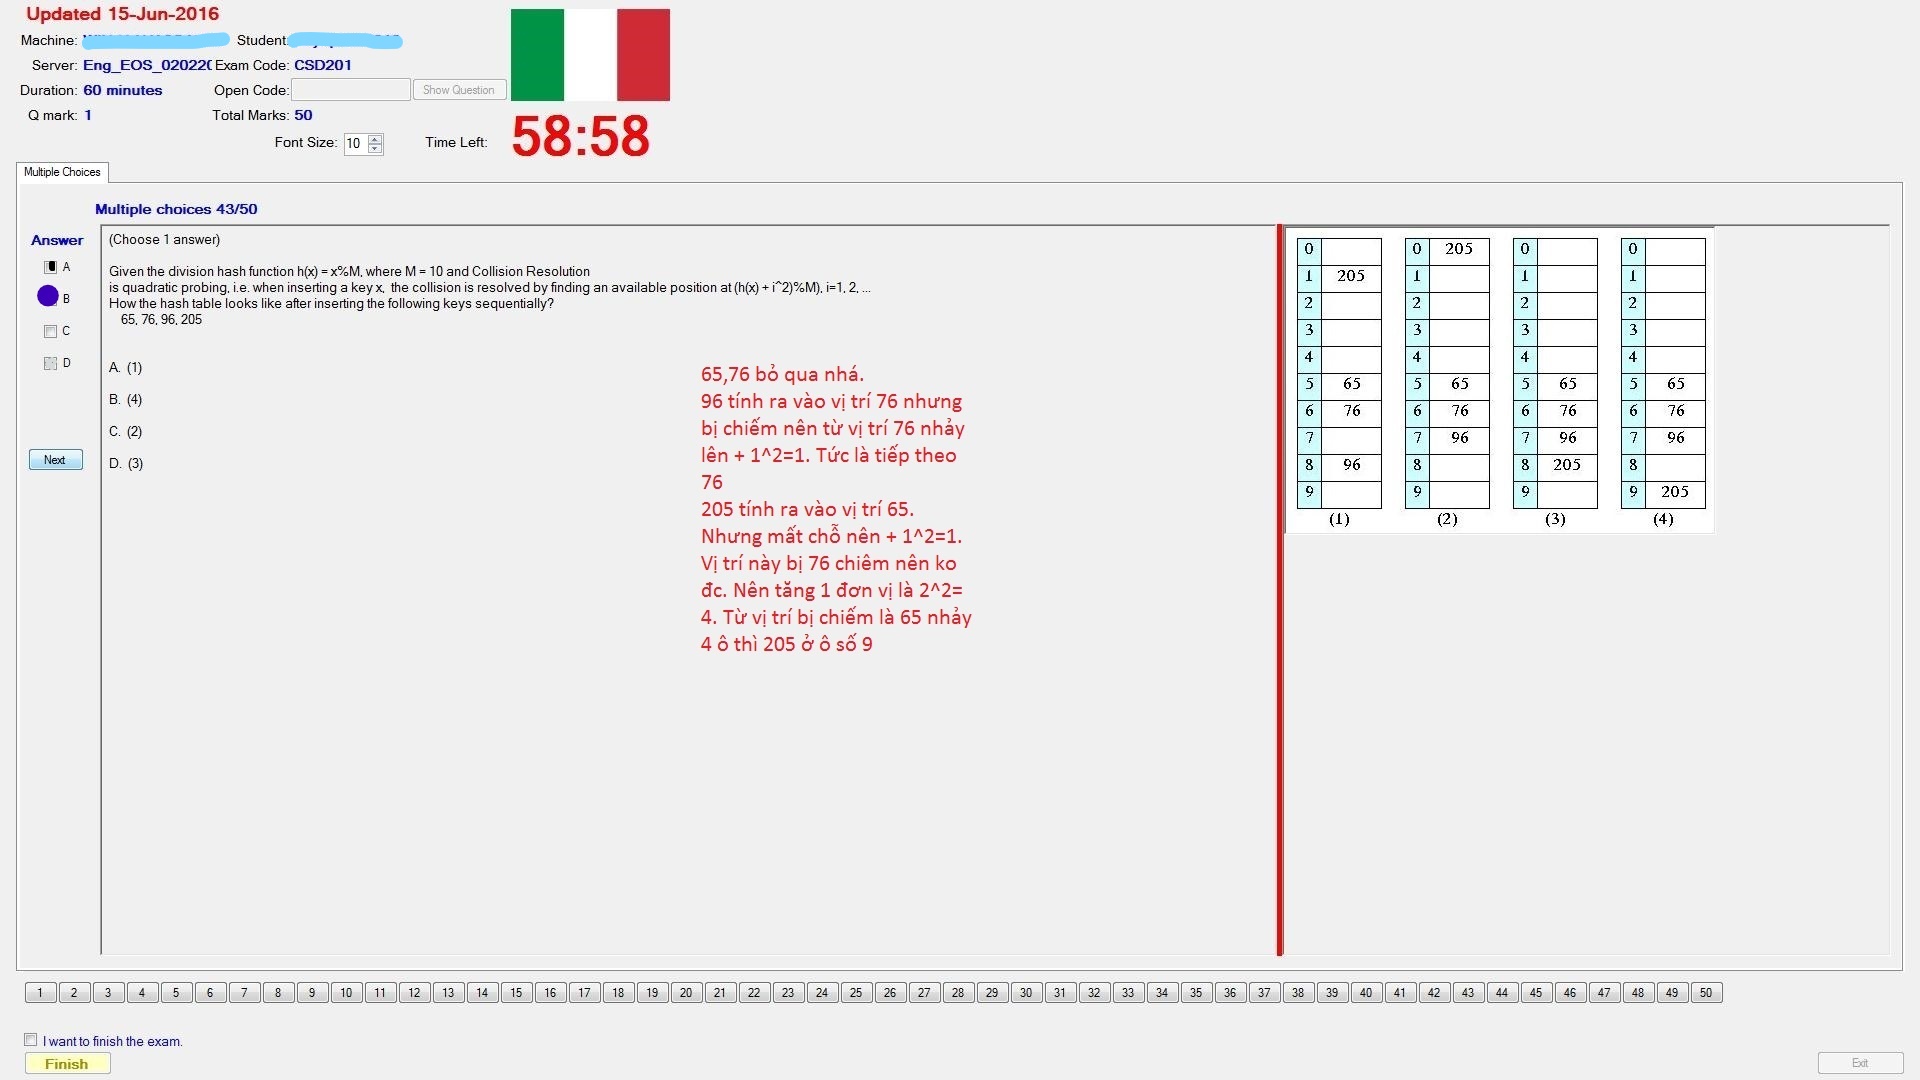 Updated 15-Jun-2016
Machine: Student:
Server: Eng_EOS_02022( Exam Code: CSD201
Duration: 60 minutes Open Code: Show Question
Q mark: 1 Total Marks: 50
Font Size: 10 Time Left: 58:58
Multiple Choices
Multiple choices 43/50
Answer
A
B
C
D
Next
(Choose 1 answer)
Given the division hash function h(x) = x%M, where M = 10 and Collision Resolution
is quadratic probing, i.e. when inserting a key x, the collision is resolved by finding an available position at (h(x) + i^2)%M), i=1, 2, ...
How the hash table looks like after inserting the following keys sequentially?
65, 76, 96, 205
A. (1)
B. (4)
C. (2)
D. (3)
65,76 bỏ qua nhá.
96 tính ra vào vị trí 76 nhưng
bị chiếm nên từ vị trí 76 nhảy
lên + 1^2=1. Tức là tiếp theo
76
205 tính ra vào vị trí 65.
Nhưng mất chỗ nên + 1^2=1.
Vị trí này bị 76 chiêm nên ko
đc. Nên tăng 1 đơn vị là 2^2=
4. Từ vị trí bị chiếm là 65 nhảy
4 ô thì 205 ở ô số 9
0 0 205 0 0
1 205 1 1 1
2 2 2 2
3 3 3 3
4 4 4 4
5 65 5 65 5 65 5 65
6 76 6 76 6 76 6 76
7 7 96 7 96 7 96
8 96 8 8 205 8
9 9 9 9 205
(1) (2) (3) (4)
1 2 3 4 5 6 7 8 9 10 11 12 13 14 15 16 17 18 19 20 21 22 23 24 25 26 27 28 29 30 31 32 33 34 35 36 37 38 39 40 41 42 43 44 45 46 47 48 49 50
I want to finish the exam.
Finish Exit